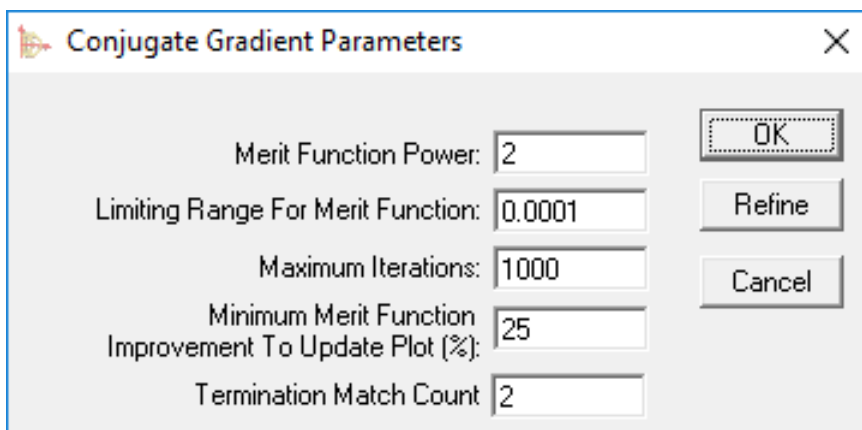 Conjugate Gradient Parameters
Merit Function Power: 2
OK
Limiting Range For Merit Function: 0.0001
Refine
Maximum Iterations: 1000
Cancel
Minimum Merit Function
Improvement To Update Plot (%): 25
Termination Match Count 2